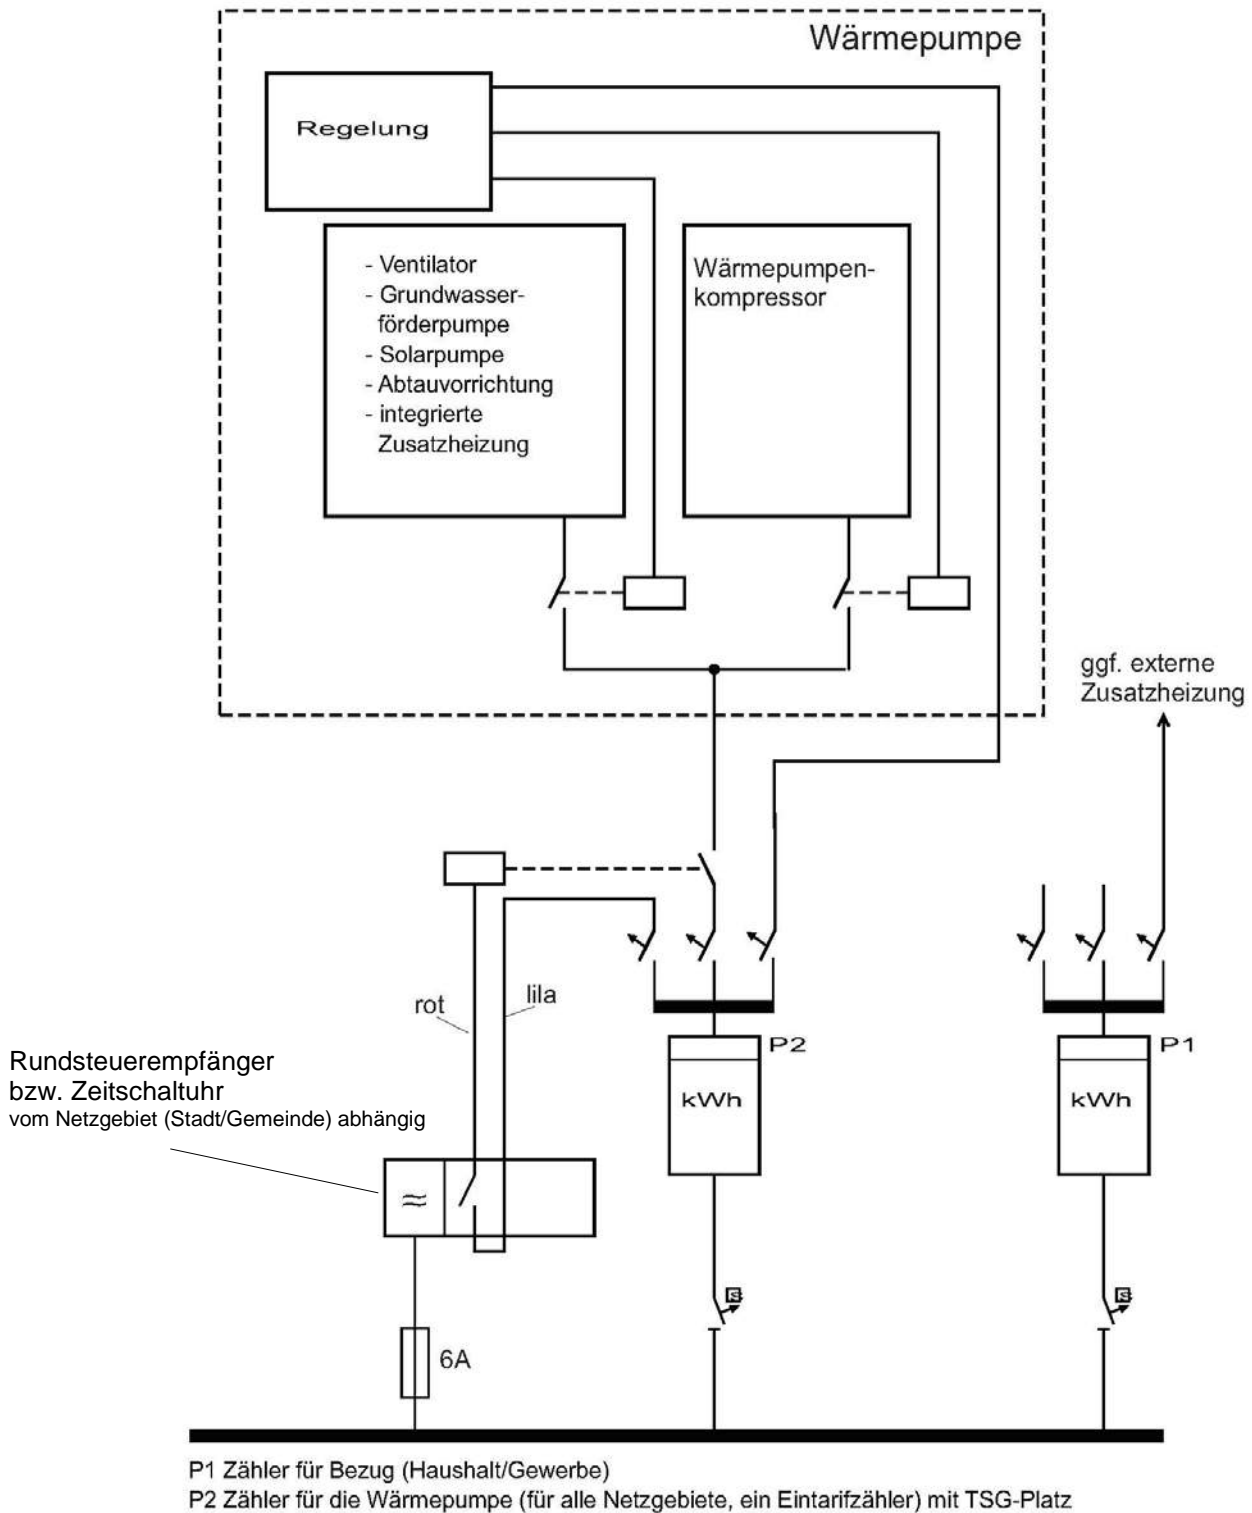 Wärmepumpe
Regelung
- Ventilator
- Grundwasser-
förderpumpe
- Solarpumpe
- Abtauvorrichtung
- integrierte
Zusatzheizung
Wärmepumpen-
kompressor
ggf. externe
Zusatzheizung
rot
lila
P2
kWh
P1
kWh
Rundsteuerempfänger
bzw. Zeitschaltuhr
vom Netzgebiet (Stadt/Gemeinde) abhängig
≈
6A
P1 Zähler für Bezug (Haushalt/Gewerbe)
P2 Zähler für die Wärmepumpe (für alle Netzgebiete, ein Eintarifzähler) mit TSG-Platz